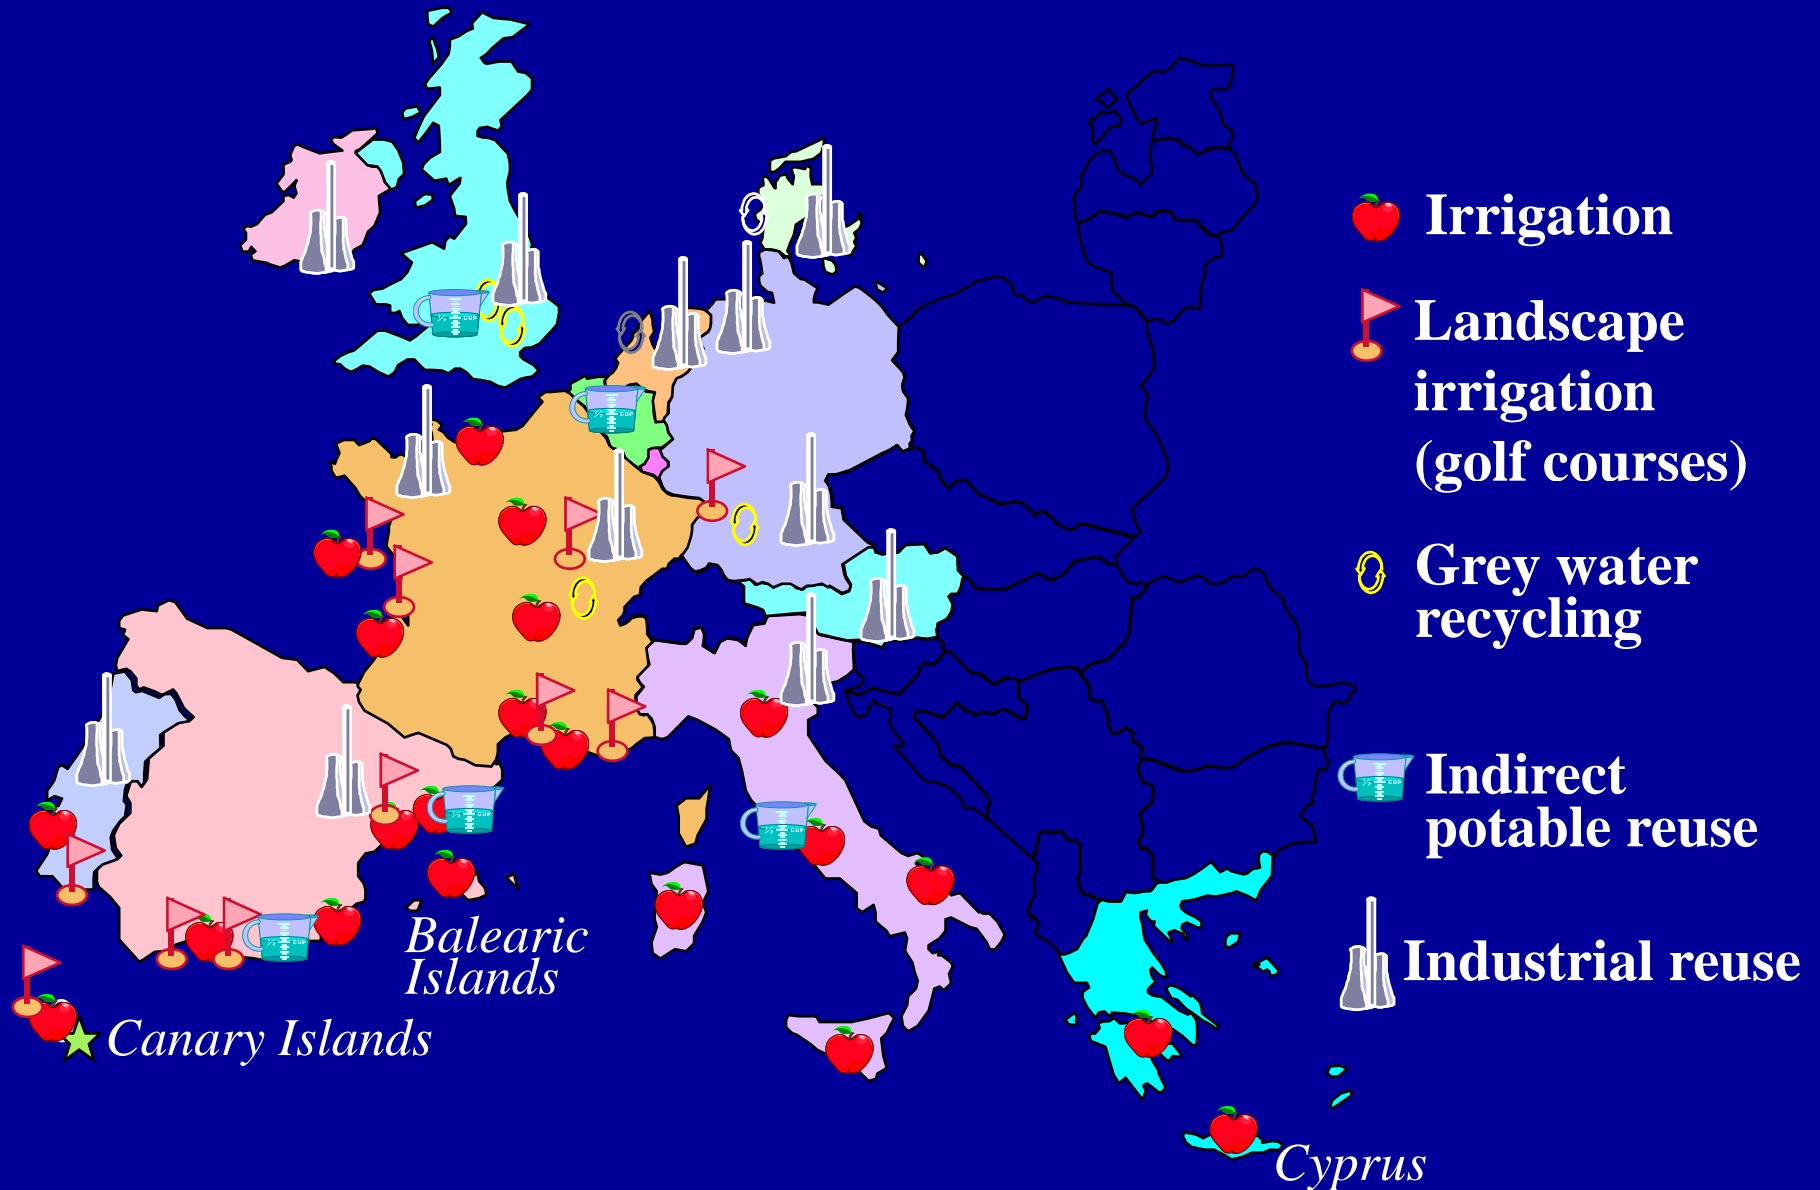 Irrigation
Landscape
irrigation
(golf courses)
Grey water
recycling
Indirect
potable reuse
Industrial reuse
Balearic
Islands
Canary Islands
Cyprus